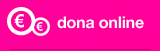 € € dona online